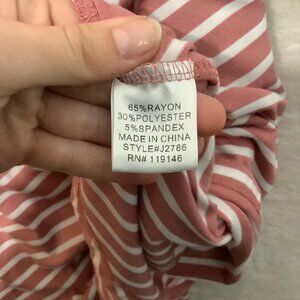 65%RAYON
30%POLYESTER
5%SPANDEX
MADE IN CHINA
STYLE#J2786
RN# 119146